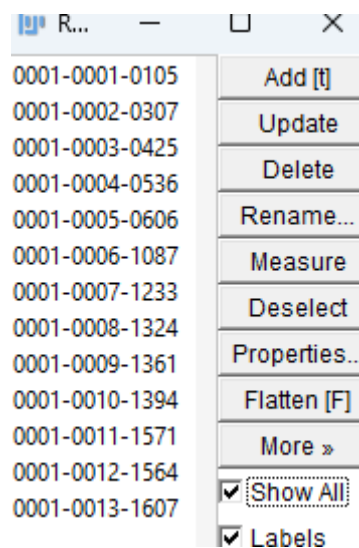 R...
0001-0001-0105
0001-0002-0307
0001-0003-0425
0001-0004-0536
0001-0005-0606
0001-0006-1087
0001-0007-1233
0001-0008-1324
0001-0009-1361
0001-0010-1394
0001-0011-1571
0001-0012-1564
0001-0013-1607
Add [t]
Update
Delete
Rename...
Measure
Deselect
Properties..
Flatten [F]
More »
Show All
Labels